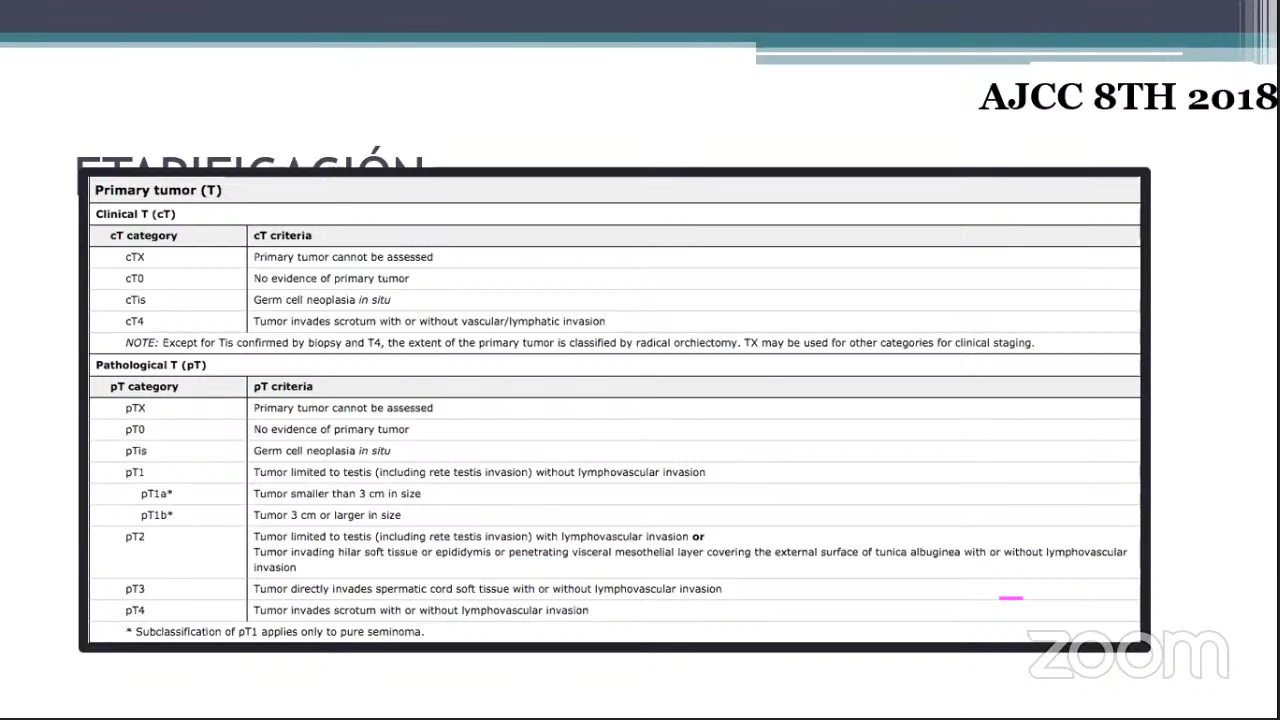 AJCC 8TH 2018
ETAPIFICACIÓN
Primary tumor (T)
Clinical T (cT)
cT category cT criteria
cTX Primary tumor cannot be assessed
cT0 No evidence of primary tumor
cTis Germ cell neoplasia in situ
cT4 Tumor invades scrotum with or without vascular/lymphatic invasion
NOTE: Except for Tis confirmed by biopsy and T4, the extent of the primary tumor is classified by radical orchiectomy. TX may be used for other categories for clinical staging.
Pathological T (pT)
pT category pT criteria
pTX Primary tumor cannot be assessed
pT0 No evidence of primary tumor
pTis Germ cell neoplasia in situ
pT1 Tumor limited to testis (including rete testis invasion) without lymphovascular invasion
pT1a* Tumor smaller than 3 cm in size
pT1b* Tumor 3 cm or larger in size
pT2 Tumor limited to testis (including rete testis invasion) with lymphovascular invasion or
Tumor invading hilar soft tissue or epididymis or penetrating visceral mesothelial layer covering the external surface of tunica albuginea with or without lymphovascular
invasion
pT3 Tumor directly invades spermatic cord soft tissue with or without lymphovascular invasion
pT4 Tumor invades scrotum with or without lymphovascular invasion
* Subclassification of pT1 applies only to pure seminoma.
zoom